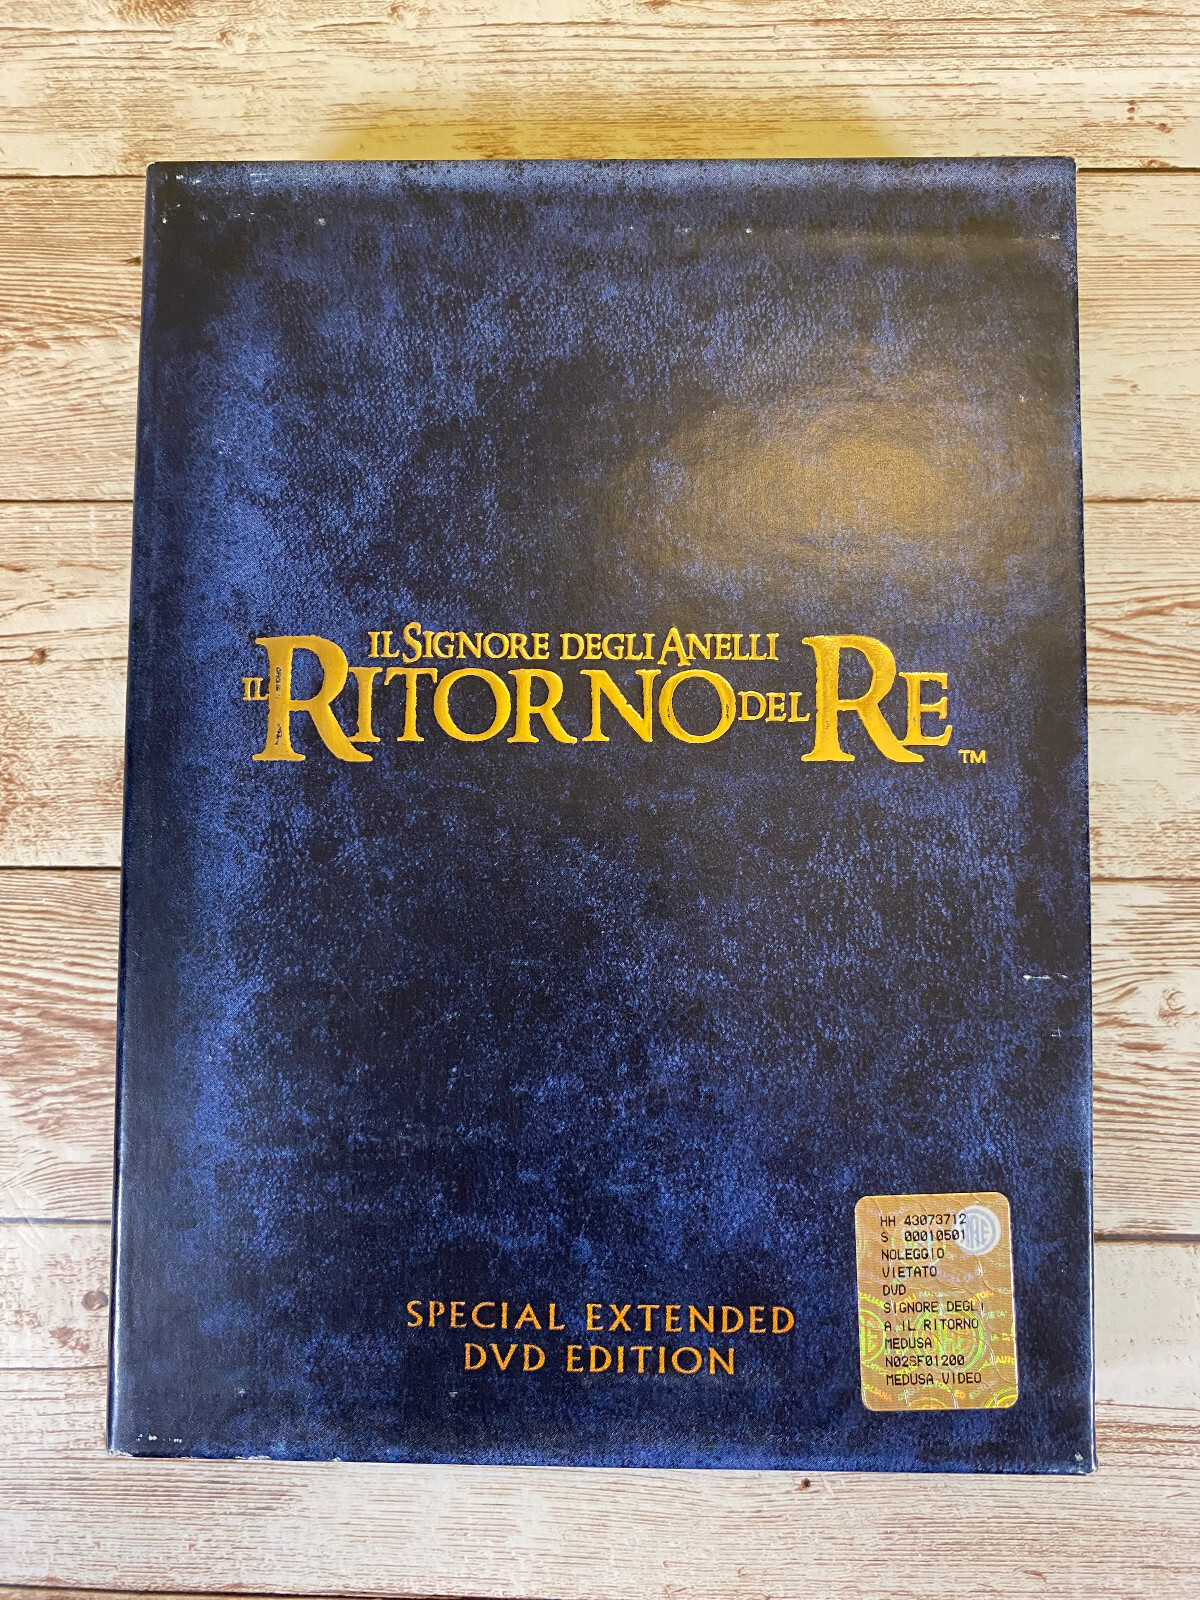 IL SIGNORE DEGLI ANELLI
IL RITORNO DEL RE ™
SPECIAL EXTENDED
DVD EDITION
HH 43073712
S 00010501
NOLEGGIO
VIETATO
DVD
SIGNORE DEGLI
A IL RITORNO
MEDUSA
N02SF01200
MEDUSA VIDEO